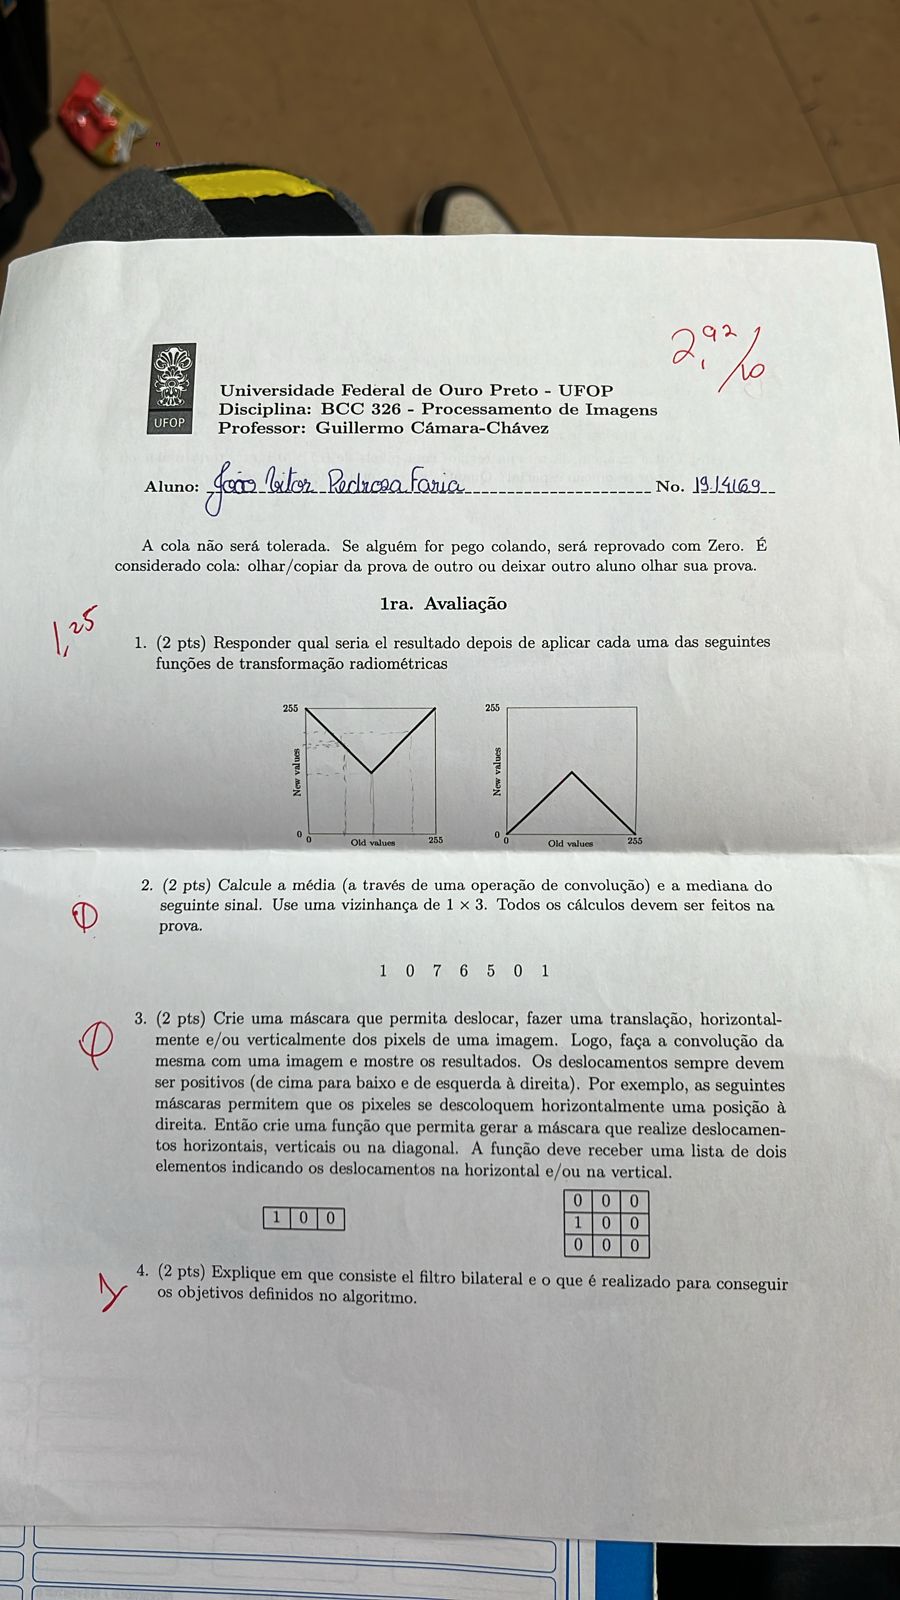 2,92/10
UFOP
Universidade Federal de Ouro Preto - UFOP
Disciplina: BCC 326 - Processamento de Imagens
Professor: Guillermo Cámara-Chávez
Aluno: João Vitor Pedrosa Faria No. 19.1.4169
A cola não será tolerada. Se alguém for pego colando, será reprovado com Zero. É
considerado cola: olhar/copiar da prova de outro ou deixar outro aluno olhar sua prova.
1ra. Avaliação
1,25
1. (2 pts) Responder qual seria el resultado depois de aplicar cada uma das seguintes
funções de transformação radiométricas
255
New values
0
0
Old values
255
255
New values
0
0
Old values
255
2. (2 pts) Calcule a média (a través de uma operação de convolução) e a mediana do
seguinte sinal. Use uma vizinhança de 1 × 3. Todos os cálculos devem ser feitos na
prova.
1 0 7 6 5 0 1
3. (2 pts) Crie uma máscara que permita deslocar, fazer uma translação, horizontal-
mente e/ou verticalmente dos pixels de uma imagem. Logo, faça a convolução da
mesma com uma imagem e mostre os resultados. Os deslocamentos sempre devem
ser positivos (de cima para baixo e de esquerda à direita). Por exemplo, as seguintes
máscaras permitem que os pixeles se descoloquem horizontalmente uma posição à
direita. Então crie uma função que permita gerar a máscara que realize deslocamen-
tos horizontais, verticais ou na diagonal. A função deve receber uma lista de dois
elementos indicando os deslocamentos na horizontal e/ou na vertical.
1 0 0
0 0 0
1 0 0
0 0 0
4. (2 pts) Explique em que consiste el filtro bilateral e o que é realizado para conseguir
os objetivos definidos no algoritmo.